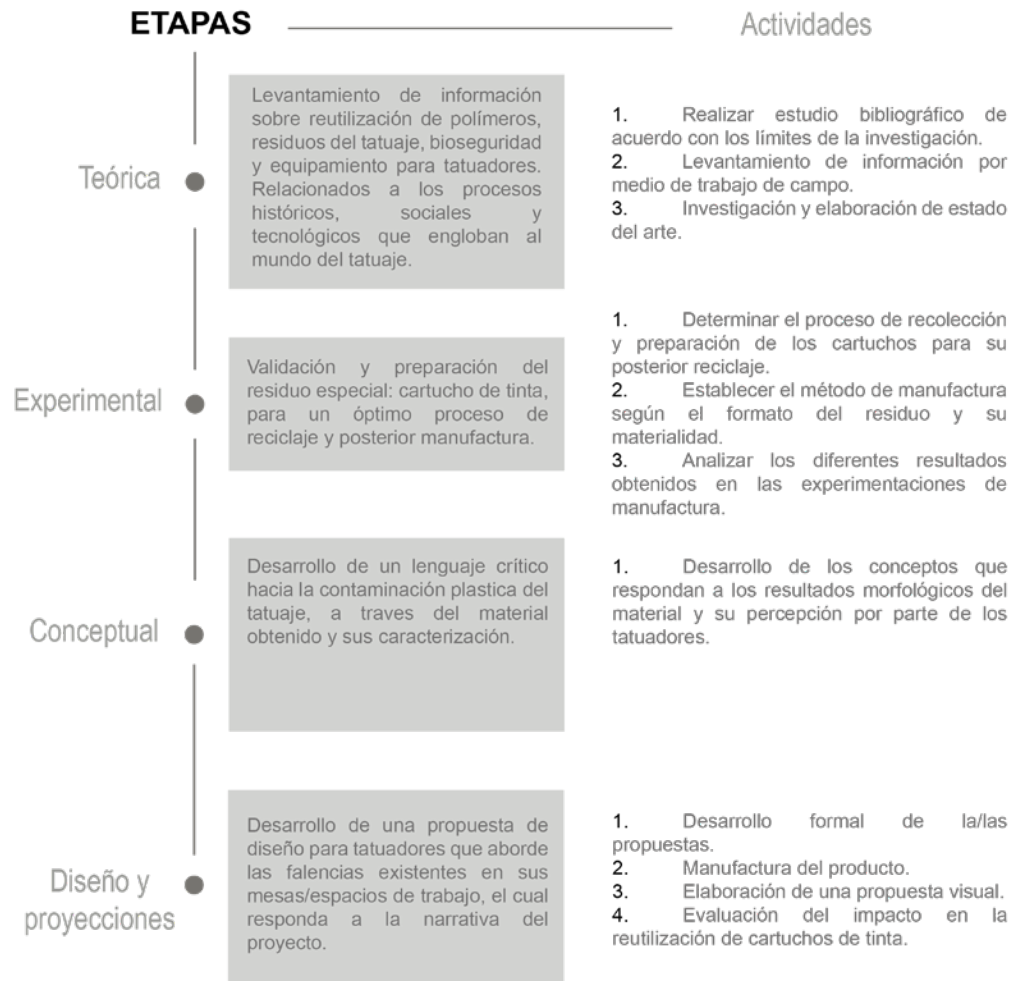 ETAPAS
Actividades
Teórica
Levantamiento de información
sobre reutilización de polímeros,
residuos del tatuaje, bioseguridad
y equipamiento para tatuadores.
Relacionados a los procesos
históricos, sociales y
tecnológicos que engloban al
mundo del tatuaje.
1. Realizar estudio bibliográfico de
acuerdo con los límites de la investigación.
2. Levantamiento de información por
medio de trabajo de campo.
3. Investigación y elaboración de estado
del arte.
Experimental
Validación y preparación del
residuo especial: cartucho de tinta,
para un óptimo proceso de
reciclaje y posterior manufactura.
1. Determinar el proceso de recolección
y preparación de los cartuchos para su
posterior reciclaje.
2. Establecer el método de manufactura
según el formato del residuo y su
materialidad.
3. Analizar los diferentes resultados
obtenidos en las experimentaciones de
manufactura.
Conceptual
Desarrollo de un lenguaje crítico
hacia la contaminación plastica del
tatuaje, a traves del material
obtenido y sus caracterización.
1. Desarrollo de los conceptos que
respondan a los resultados morfológicos del
material y su percepción por parte de los
tatuadores.
Diseño y
proyecciones
Desarrollo de una propuesta de
diseño para tatuadores que aborde
las falencias existentes en sus
mesas/espacios de trabajo, el cual
responda a la narrativa del
proyecto.
1. Desarrollo formal de la/las
propuestas.
2. Manufactura del producto.
3. Elaboración de una propuesta visual.
4. Evaluación del impacto en la
reutilización de cartuchos de tinta.